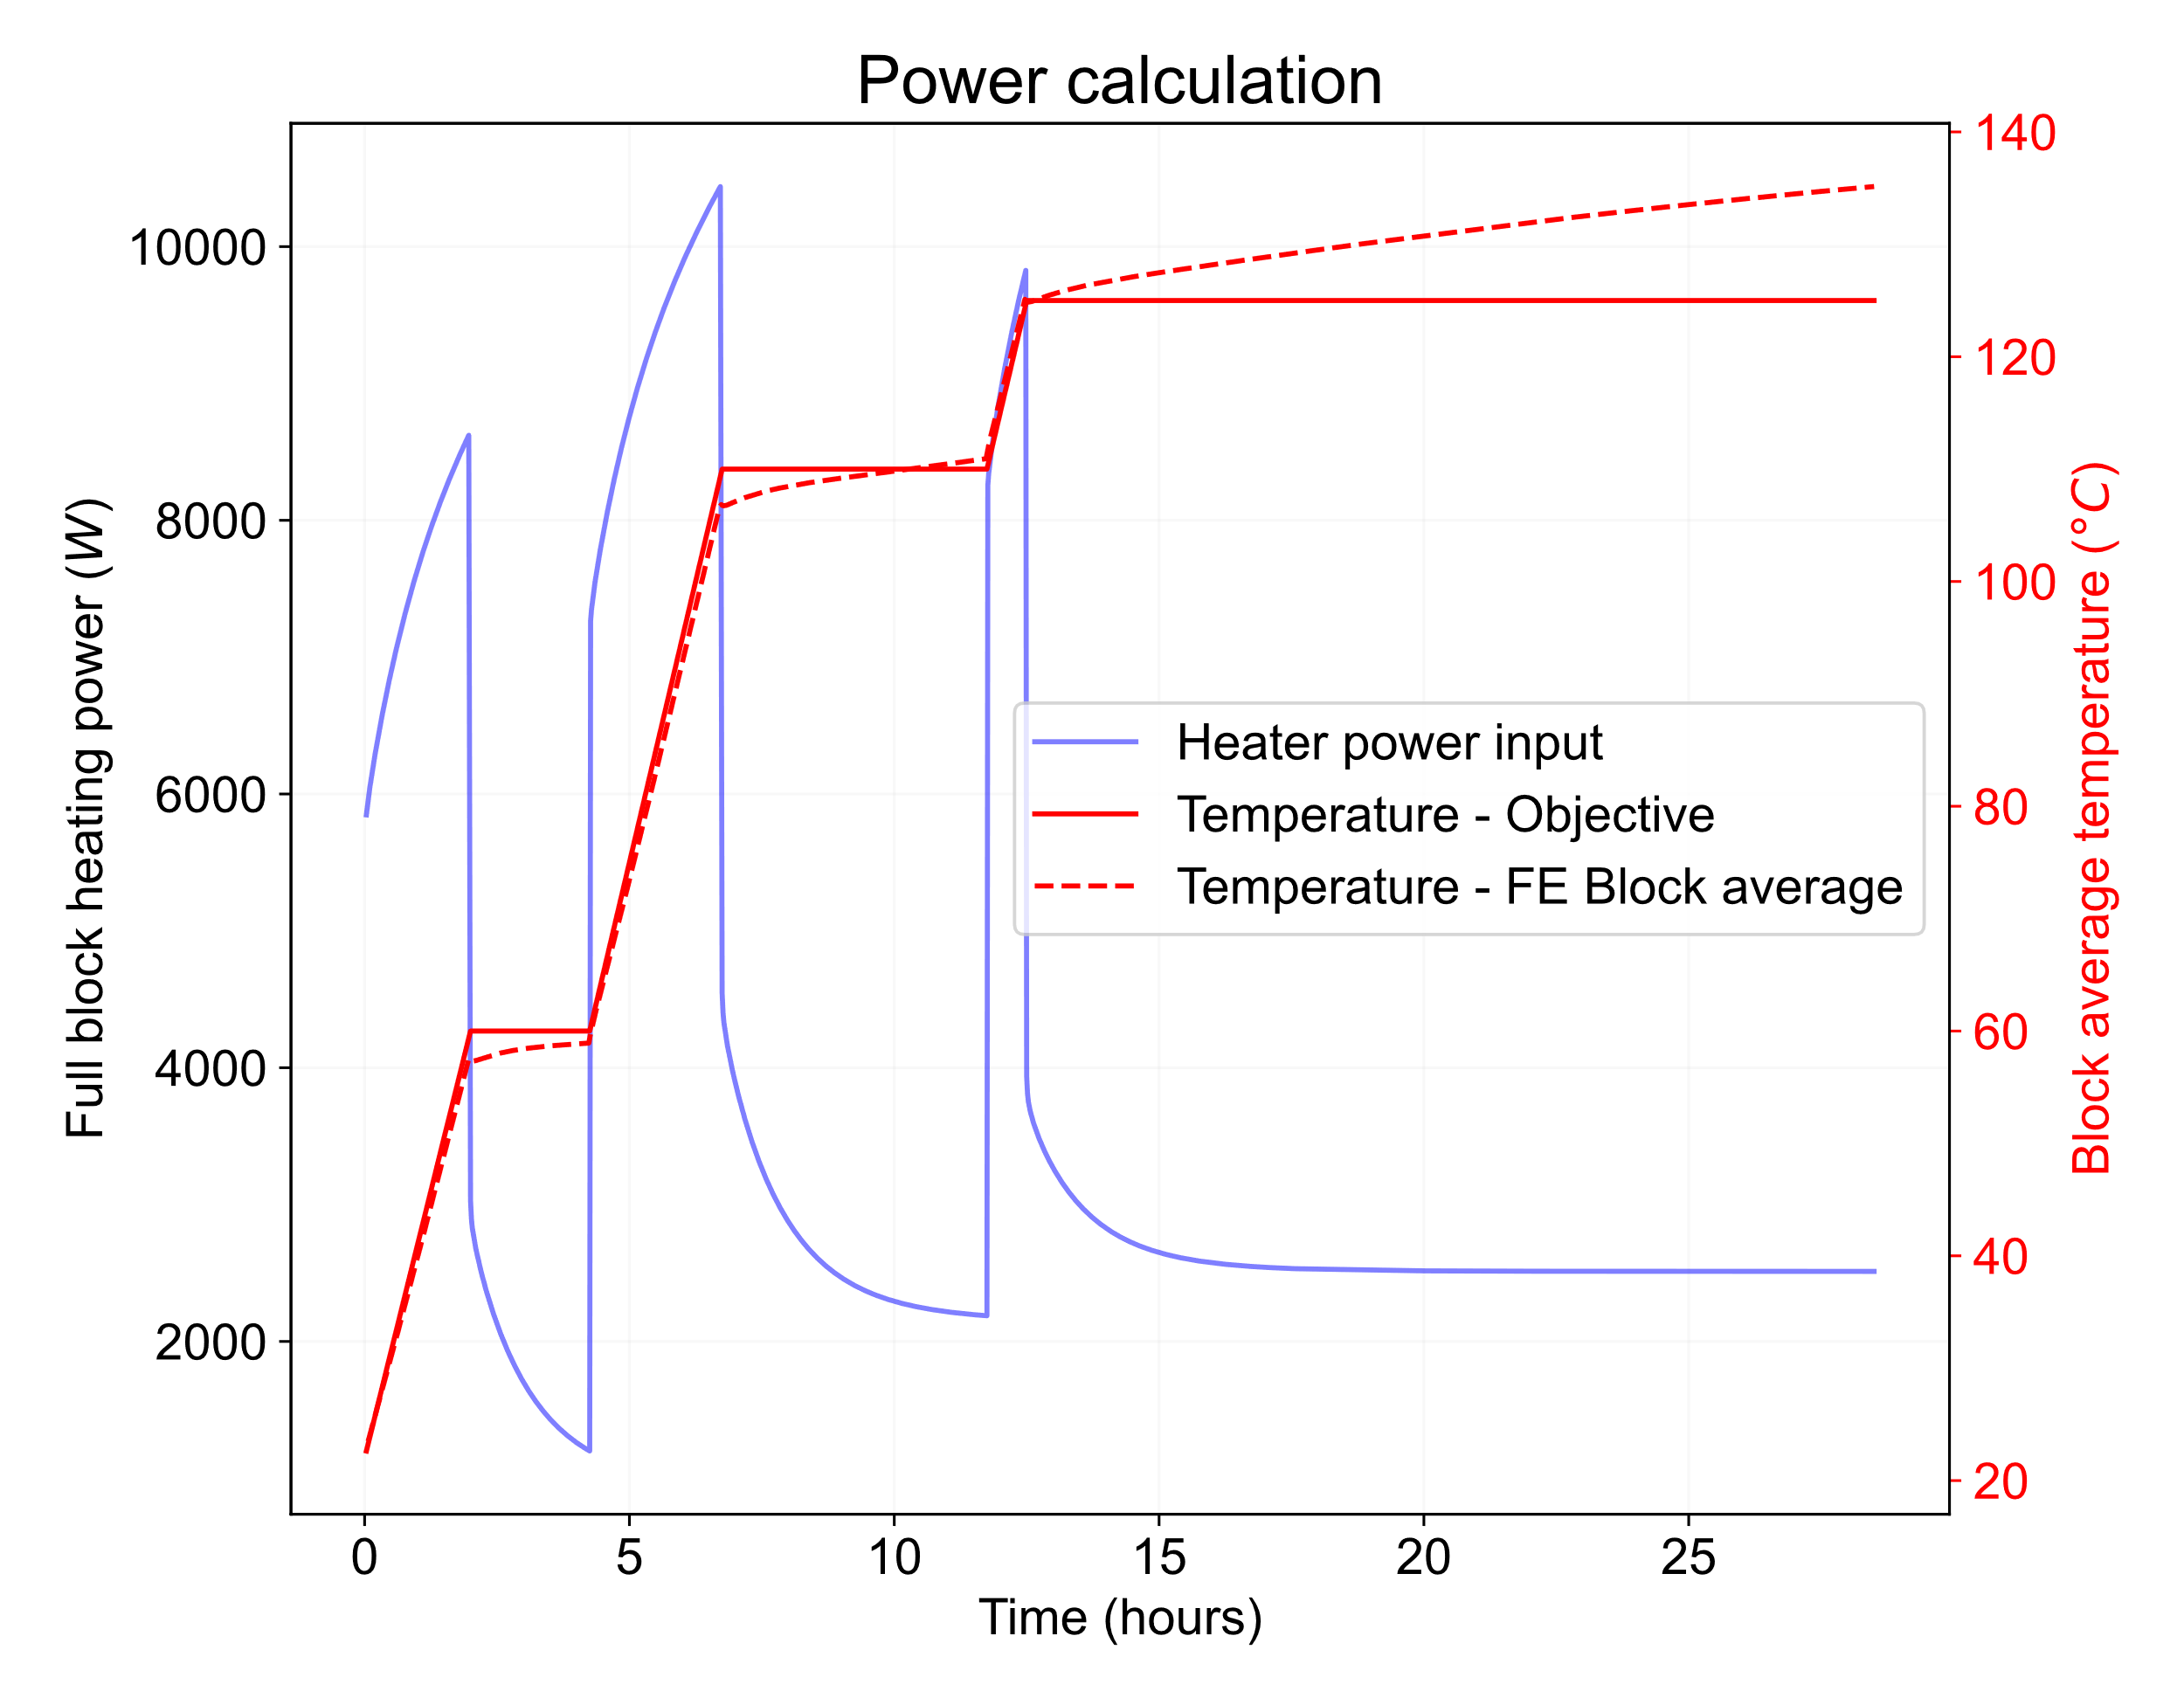 Power calculation
Full block heating power (W)
10000
8000
6000
4000
2000
140
120
100
80
60
40
20
Block average temperature (°C)
Heater power input
Temperature - Objective
Temperature - FE Block average
0 5 10 15 20 25
Time (hours)